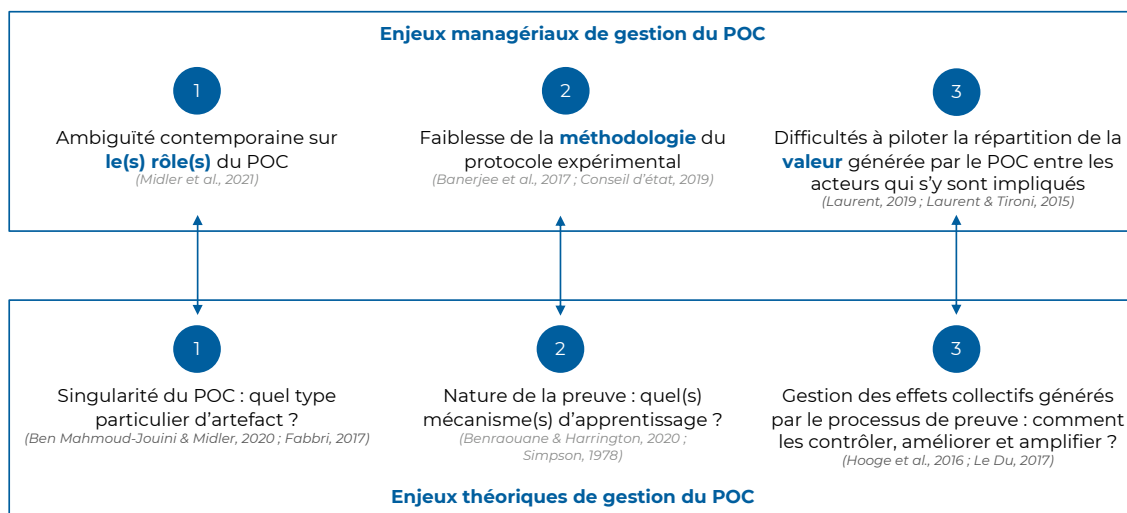 Enjeux managériaux de gestion du POC
1
Ambiguïté contemporaine sur
le(s) rôle(s) du POC
(Midler et al., 2021)
2
Faiblesse de la méthodologie du
protocole expérimental
(Banerjee et al., 2017 ; Conseil d'état, 2019)
3
Difficultés à piloter la répartition de la
valeur générée par le POC entre les
acteurs qui s'y sont impliqués
(Laurent, 2019 ; Laurent & Tironi, 2015)
1
Singularité du POC : quel type
particulier d'artefact ?
(Ben Mahmoud-Jouini & Midler, 2020 ; Fabbri, 2017)
2
Nature de la preuve : quel(s)
mécanisme(s) d'apprentissage ?
(Benraouane & Harrington, 2020 ;
Simpson, 1978)
3
Gestion des effets collectifs générés
par le processus de preuve : comment
les contrôler, améliorer et amplifier ?
(Hooge et al., 2016 ; Le Du, 2017)
Enjeux théoriques de gestion du POC